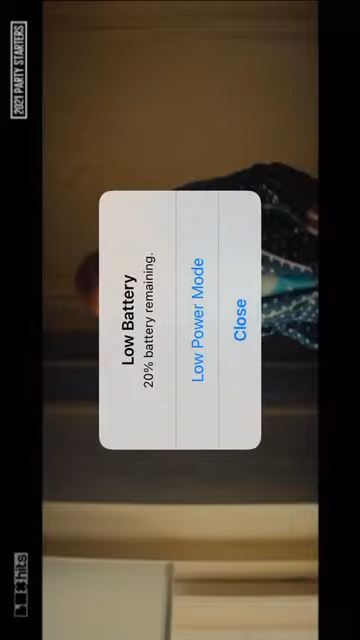 2021 PARTY STARTERS
Low Battery
20% battery remaining.
Low Power Mode
Close
hits